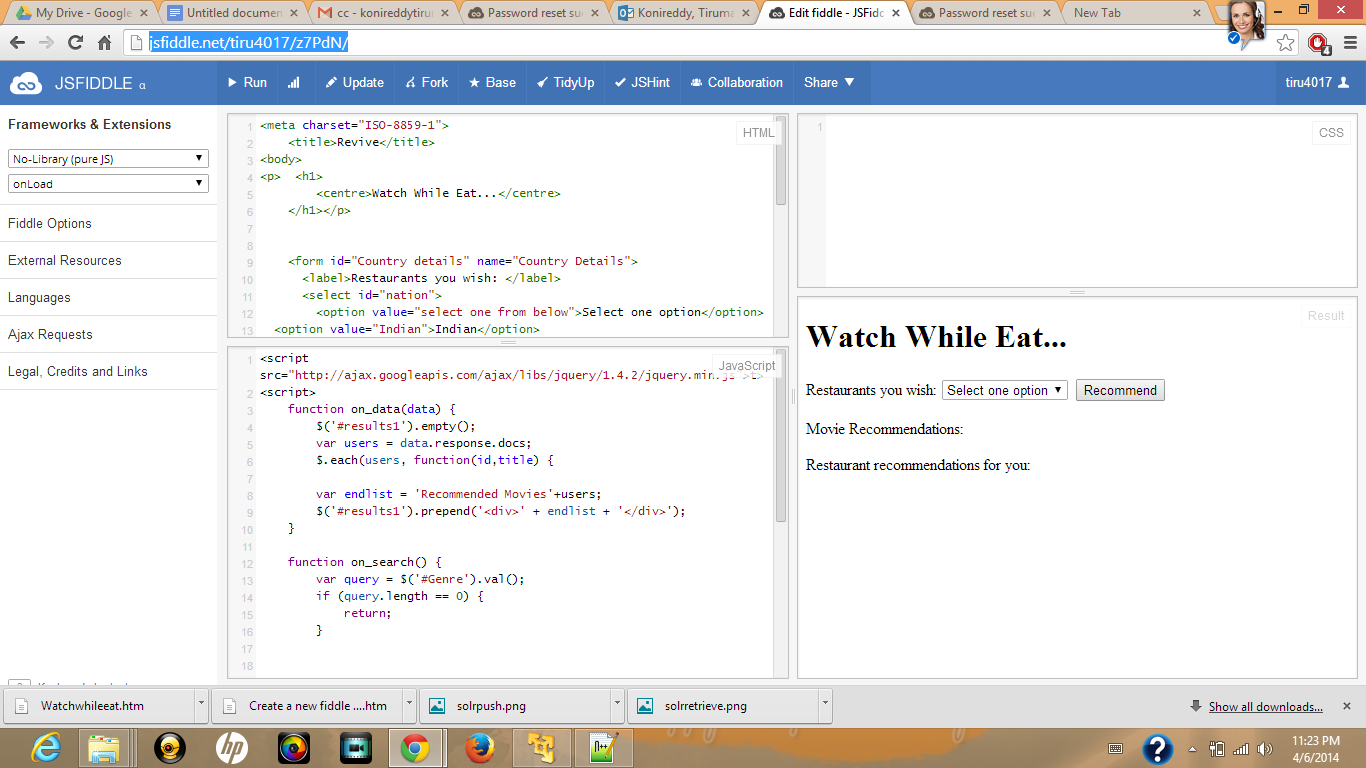 My Drive - Google
Untitled documen
cc - konireddytirun
Password reset su
Konireddy, Tirumal
Edit fiddle - JSFidd
Password reset su
New Tab
jsfiddle.net/tiru4017/z7PdN/
4
JSFIDDLE α
Run
Update
Fork
Base
TidyUp
JSHint
Collaboration
Share
tiru4017
Frameworks & Extensions
No-Library (pure JS)
onLoad
Fiddle Options
External Resources
Languages
Ajax Requests
Legal, Credits and Links
HTML
1 <meta charset="ISO-8859-1">
2 <title>Revive</title>
3 <body>
4 <p> <h1>
5 <centre>Watch While Eat...</centre>
6 </h1></p>
7
8
9 <form id="Country details" name="Country Details">
10 <label>Restaurants you wish: </label>
11 <select id="nation">
12 <option value="select one from below">Select one option</option>
13 <option value="Indian">Indian</option>
JavaScript
1 <script
src="http://ajax.googleapis.com/ajax/libs/jquery/1.4.2/jquery.min.js
2 <script>
3 function on_data(data) {
4 $('#results1').empty();
5 var users = data.response.docs;
6 $.each(users, function(id,title) {
7
8 var endlist = 'Recommended Movies'+users;
9 $('#results1').prepend('<div>' + endlist + '</div>');
10 }
11
12 function on_search() {
13 var query = $('#Genre').val();
14 if (query.length == 0) {
15 return;
16 }
17
18
CSS
1
Result
Watch While Eat...
Restaurants you wish: Select one option Recommend
Movie Recommendations:
Restaurant recommendations for you:
Watchwhileeat.htm
Create a new fiddle ....htm
solrpush.png
solrretrieve.png
Show all downloads...
11:23 PM
4/6/2014